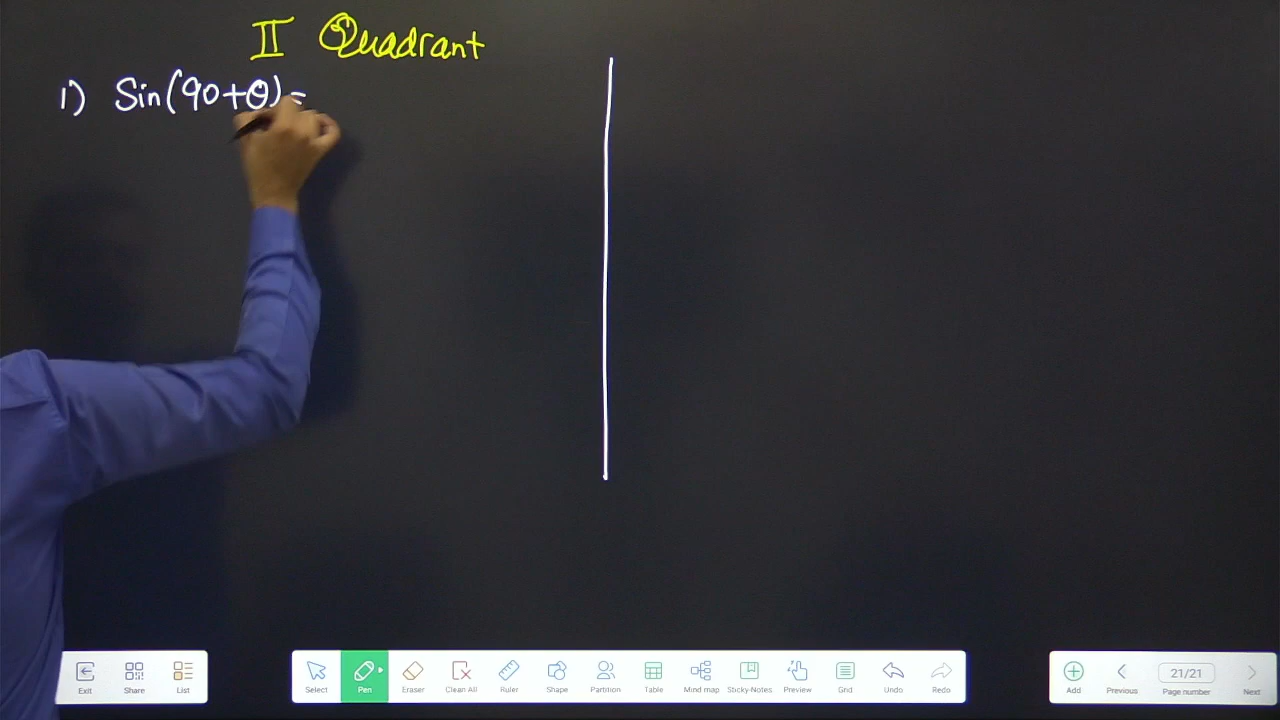 II Quadrant
1) Sin(90+θ)=
Exit
Share
List
Select
Pen
Eraser
Clean All
Ruler
Shape
Partition
Table
Mind map
Sticky-Notes
Preview
Grid
Undo
Redo
Add
Previous
21/21
Page number
Next